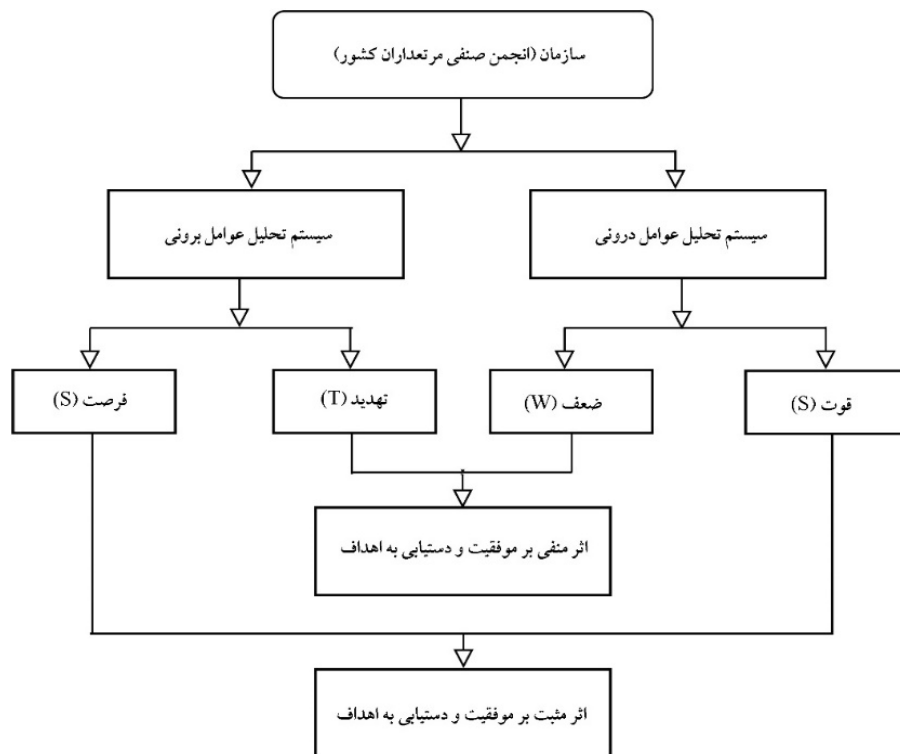 سازمان (انجمن صنفی مرتعداران کشور)
سیستم تحلیل عوامل درونی
سیستم تحلیل عوامل برونی
قوت (S)
ضعف (W)
تهدید (T)
فرصت (S)
اثر منفی بر موفقیت و دستیابی به اهداف
اثر مثبت بر موفقیت و دستیابی به اهداف